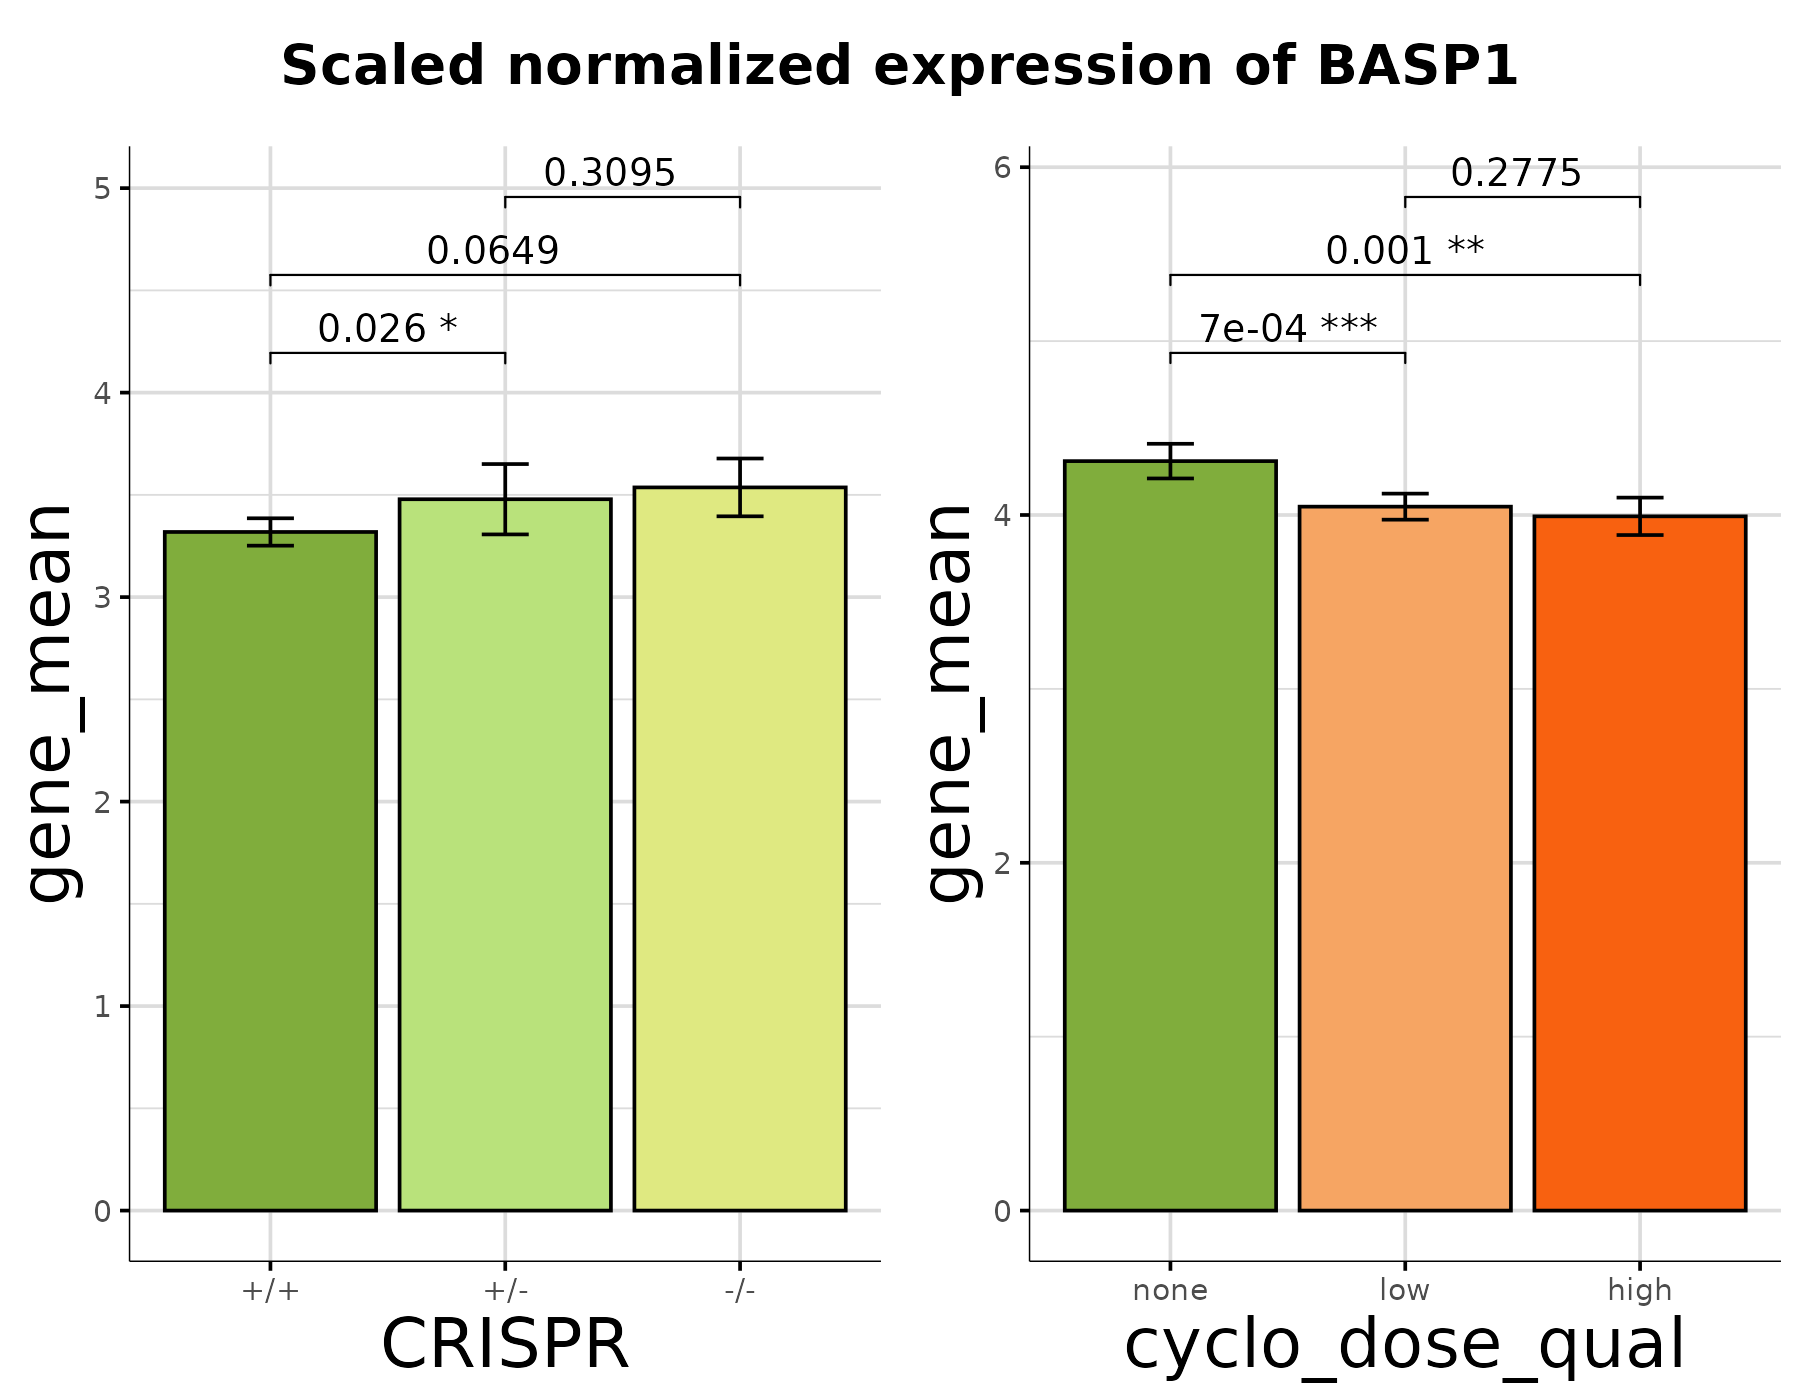 Scaled normalized expression of BASP1
gene_mean
5
4
3
2
1
0
0.3095
0.0649
0.026 *
+/+
+/-
-/-
CRISPR
gene_mean
6
4
2
0
0.2775
0.001 **
7e-04 ***
none
low
high
cyclo_dose_qual